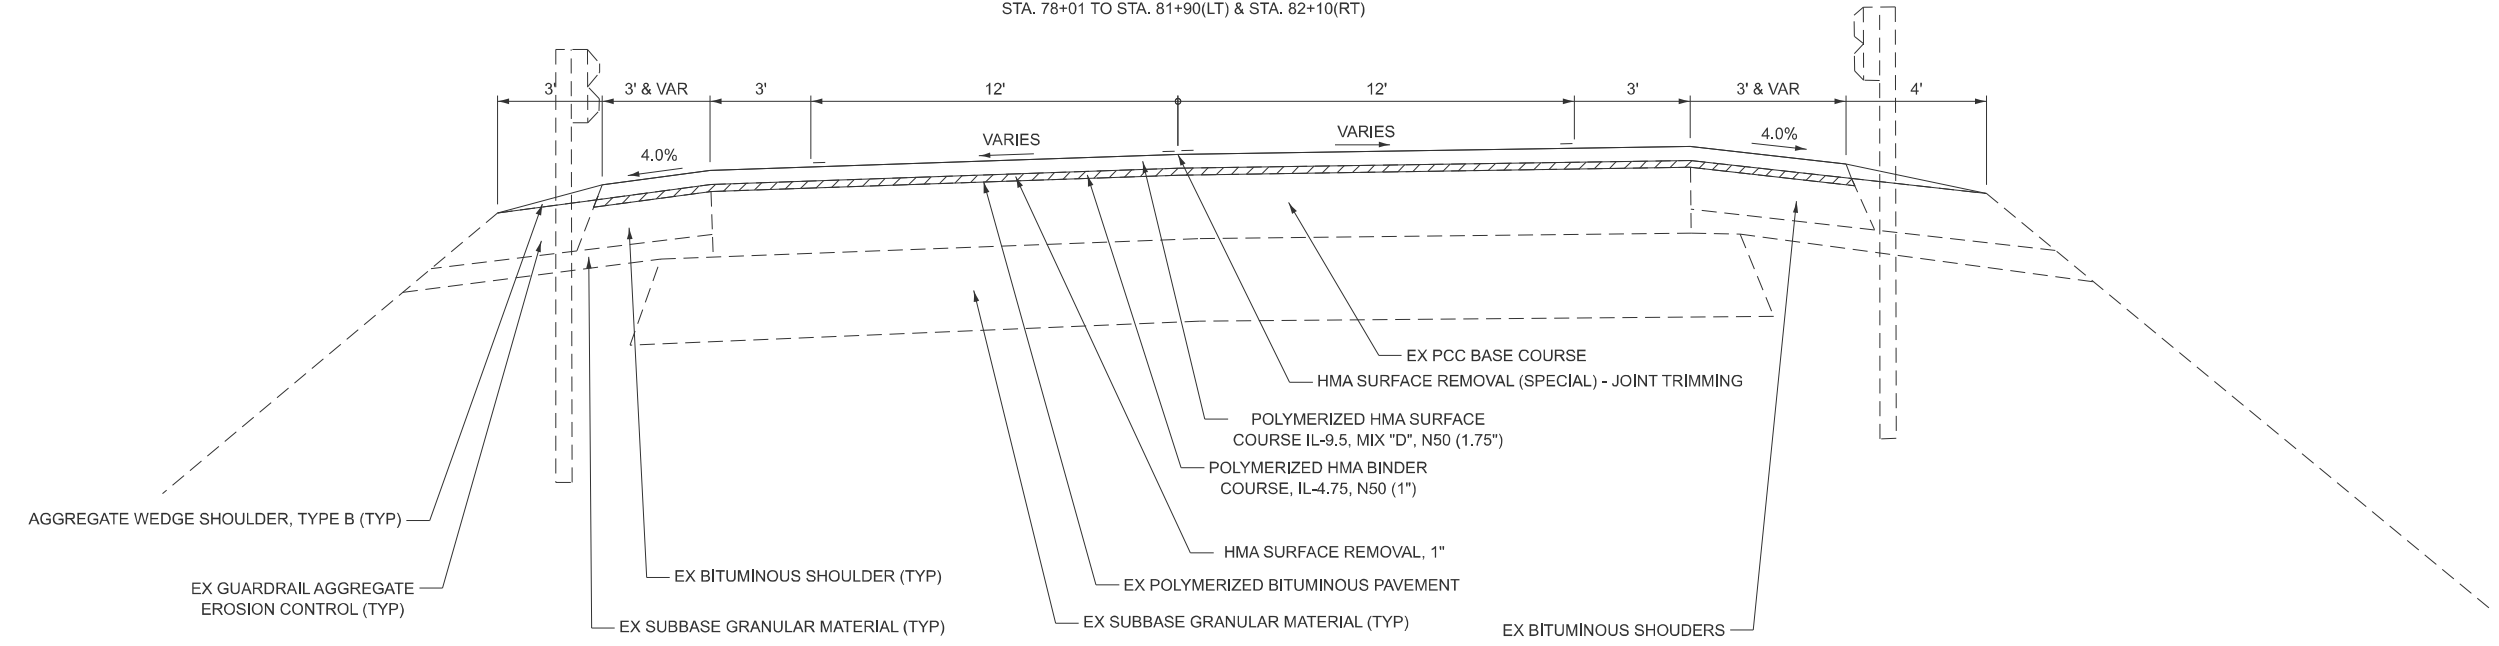 STA. 78+01 TO STA. 81+90(LT) & STA. 82+10(RT)
3'
3' & VAR
3'
12'
12'
3'
3' & VAR
4'
4.0%
VARIES
VARIES
4.0%
EX PCC BASE COURSE
HMA SURFACE REMOVAL (SPECIAL) - JOINT TRIMMING
POLYMERIZED HMA SURFACE
COURSE IL-9.5, MIX "D", N50 (1.75")
POLYMERIZED HMA BINDER
COURSE, IL-4.75, N50 (1")
AGGREGATE WEDGE SHOULDER, TYPE B (TYP)
HMA SURFACE REMOVAL, 1"
EX BITUMINOUS SHOULDER (TYP)
EX POLYMERIZED BITUMINOUS PAVEMENT
EX GUARDRAIL AGGREGATE
EROSION CONTROL (TYP)
EX SUBBASE GRANULAR MATERIAL (TYP)
EX SUBBASE GRANULAR MATERIAL (TYP)
EX BITUMINOUS SHOUDERS